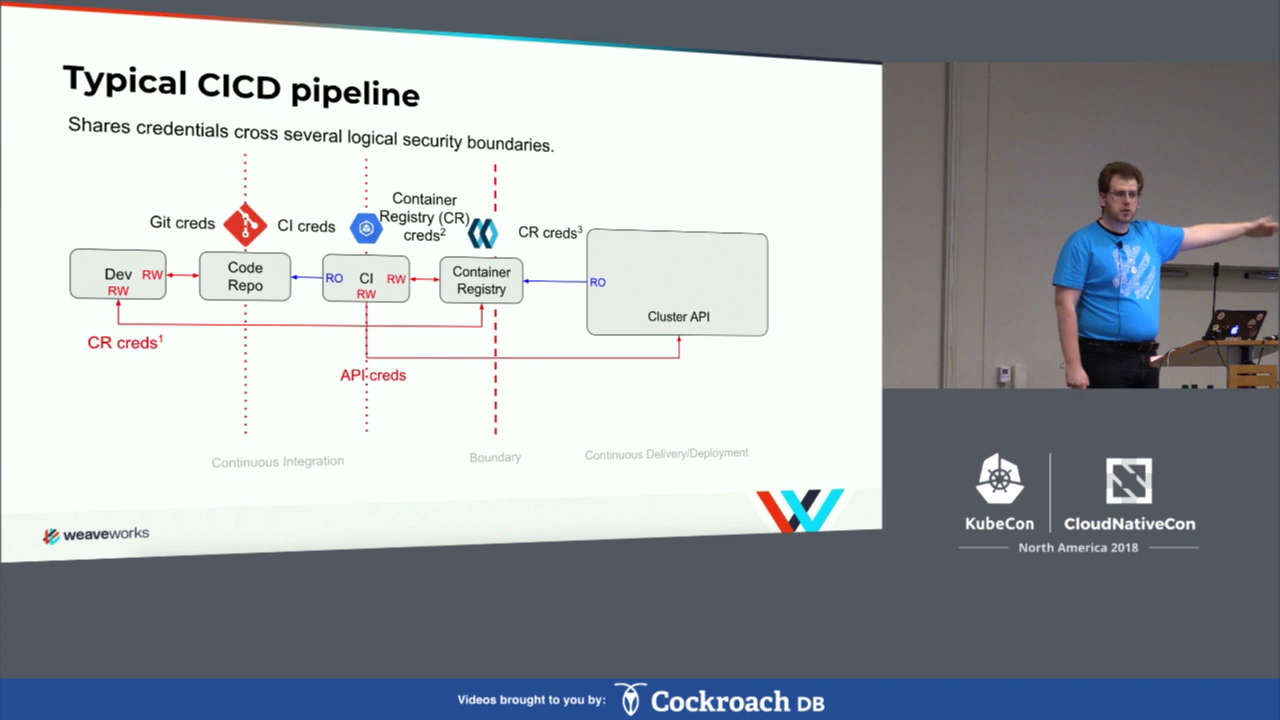 Typical CICD pipeline
Shares credentials cross several logical security boundaries.
Git creds
CI creds
Container
Registry (CR)
creds2
CR creds3
Dev RW
RW
Code
Repo
RO CI RW
RW
Container
Registry
RO
Cluster API
CR creds1
API creds
Continuous Integration
Boundary
Continuous Delivery/Deployment
weaveworks
KubeCon
CloudNativeCon
North America 2018
Videos brought to you by:
Cockroach DB